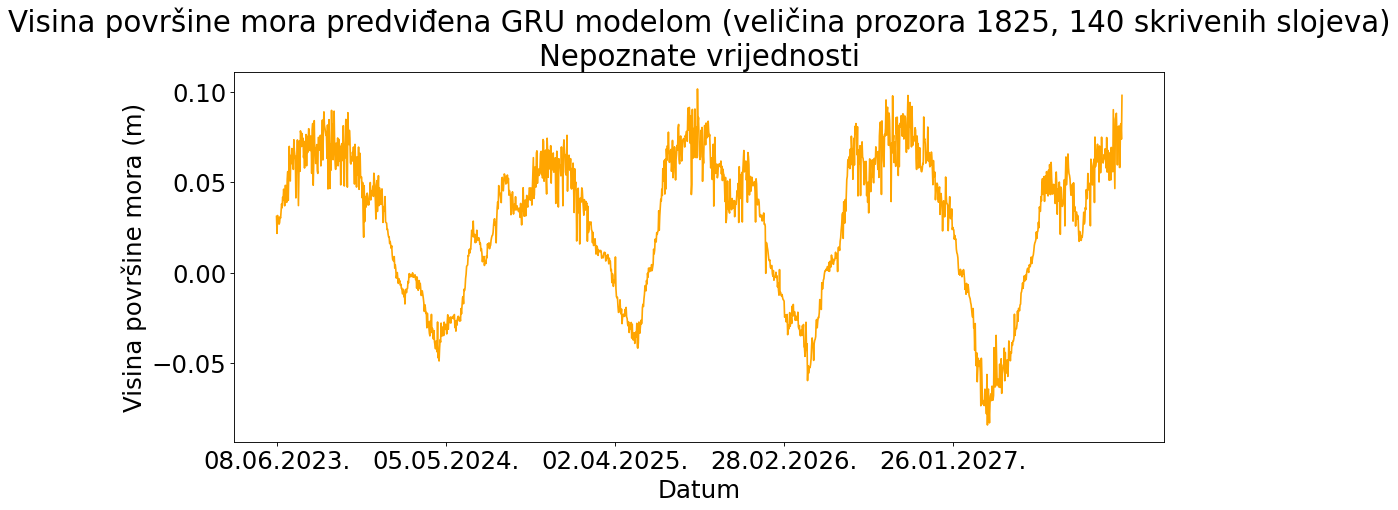 Visina površine mora predviđena GRU modelom (veličina prozora 1825, 140 skrivenih slojeva)
Nepoznate vrijednosti
Visina površine mora (m)
0.10
0.05
0.00
−0.05
08.06.2023. 05.05.2024. 02.04.2025. 28.02.2026. 26.01.2027.
Datum